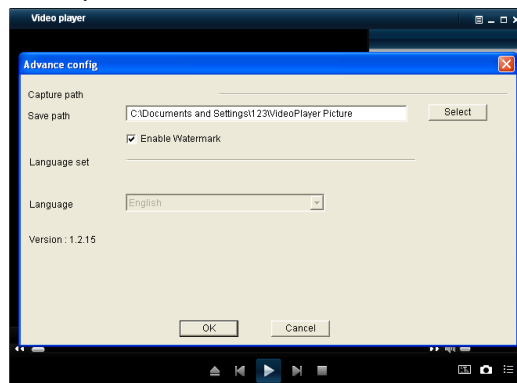 Video player
Advance config
Capture path
Save path C:\Documents and Settings\123\VideoPlayer Picture Select
Enable Watermark
Language set
Language English
Version : 1.2.15
OK Cancel